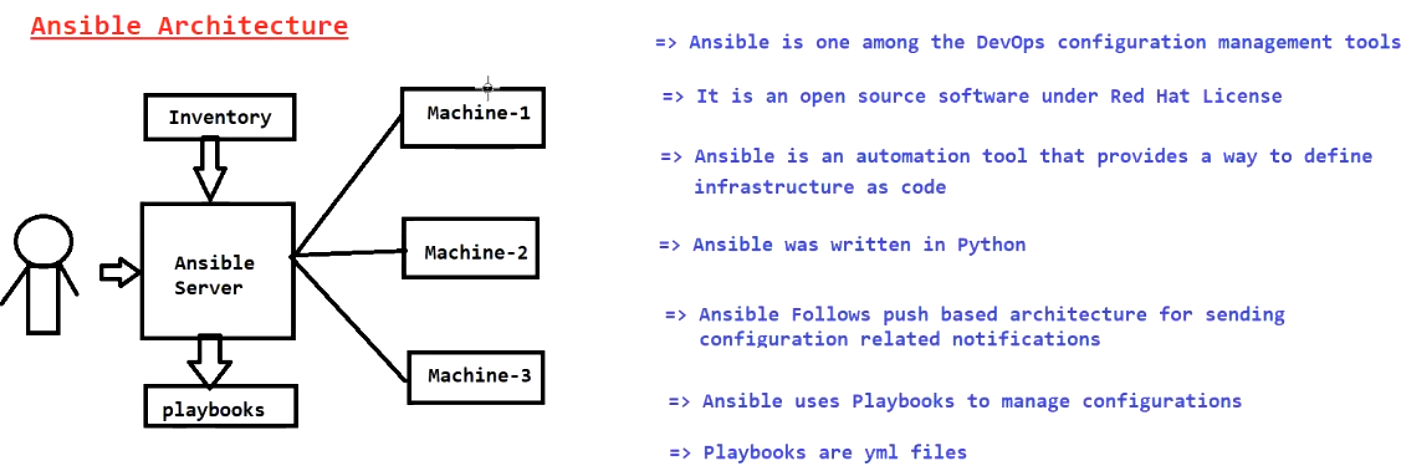 Ansible Architecture
Inventory
Ansible
Server
playbooks
Machine-1
Machine-2
Machine-3
=> Ansible is one among the DevOps configuration management tools
=> It is an open source software under Red Hat License
=> Ansible is an automation tool that provides a way to define
infrastructure as code
=> Ansible was written in Python
=> Ansible Follows push based architecture for sending
configuration related notifications
=> Ansible uses Playbooks to manage configurations
=> Playbooks are yml files